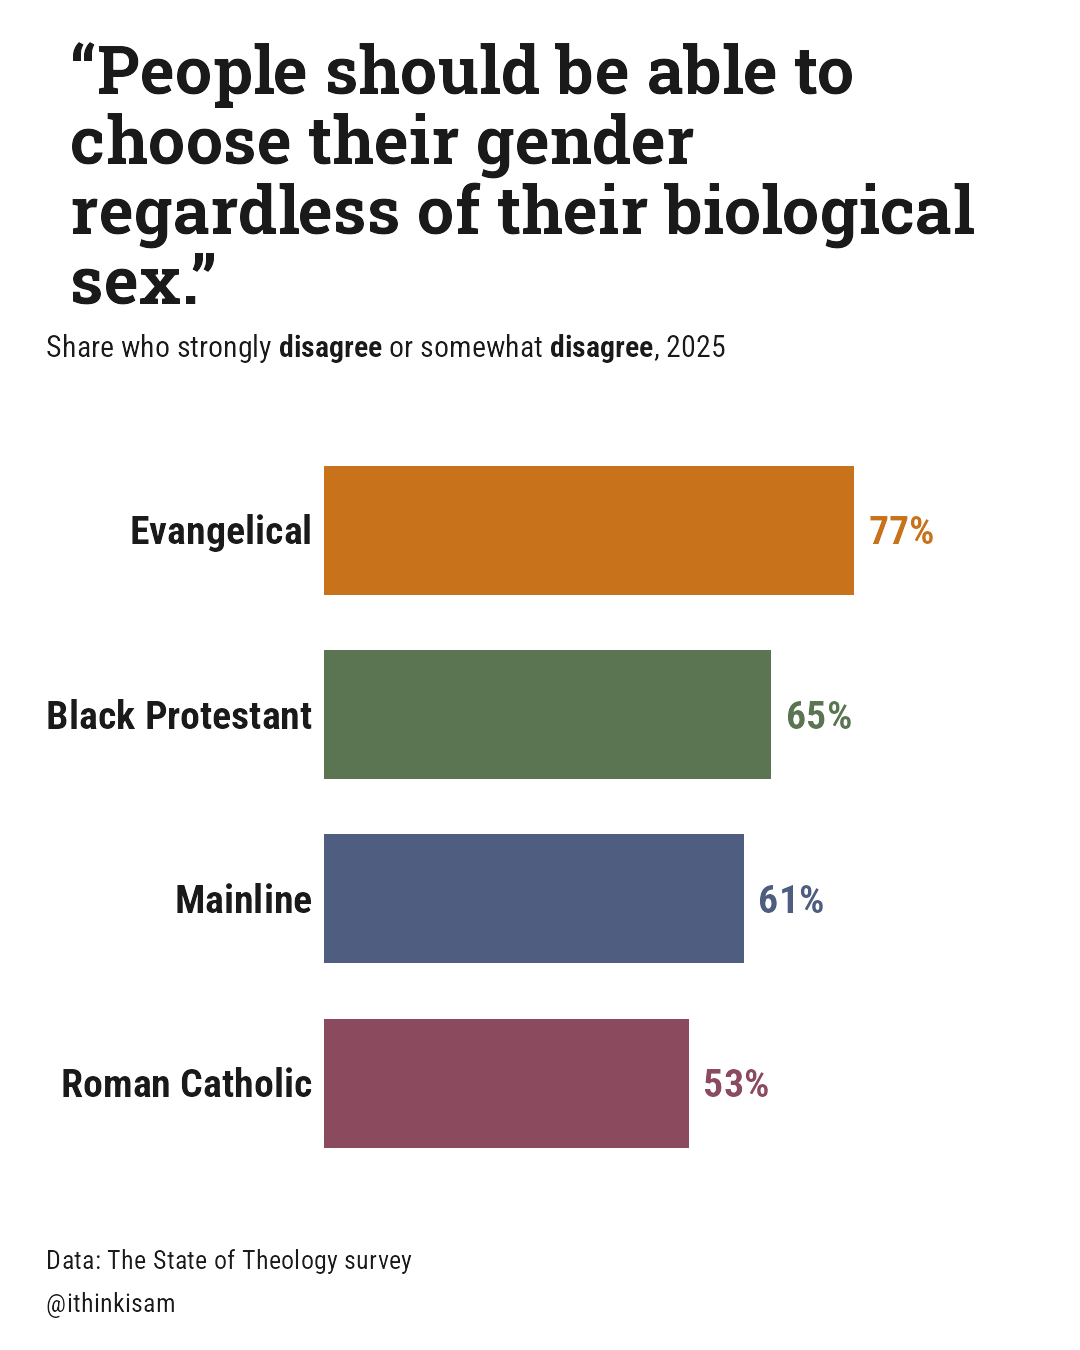 “People should be able to
choose their gender
regardless of their biological
sex.”
Share who strongly disagree or somewhat disagree, 2025
Evangelical 77%
Black Protestant 65%
Mainline 61%
Roman Catholic 53%
Data: The State of Theology survey
@ithinkisam